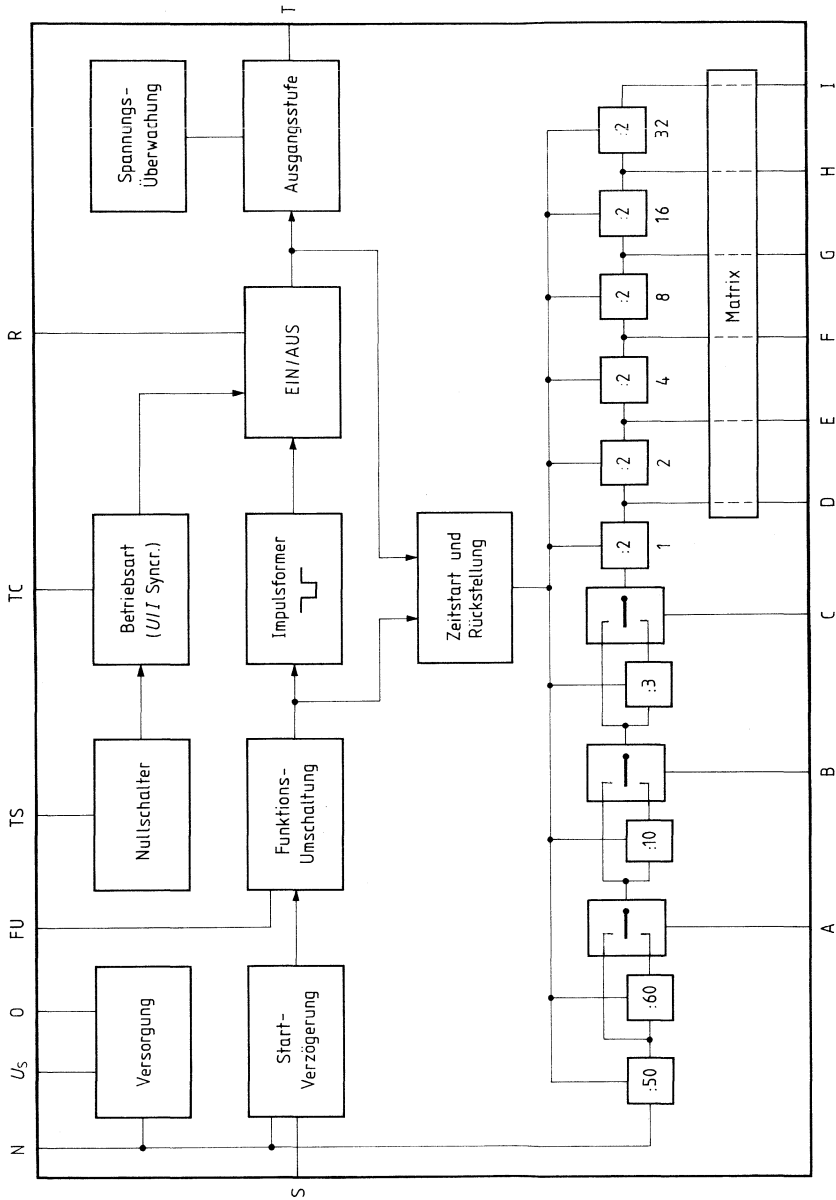 N
Us
0
FU
TS
TC
R
Versorgung
Nullschalter
Betriebsart
(U/I Syncr.)
Spannungs-
Überwachung
S
Start-
Verzögerung
Funktions-
Umschaltung
Impulsformer
EIN/AUS
Ausgangsstufe
T
Zeitstart und
Rückstellung
:50
:60
:10
:3
:2
:2
:2
:2
:2
:2
1
2
4
8
16
32
Matrix
A
B
C
D
E
F
G
H
I